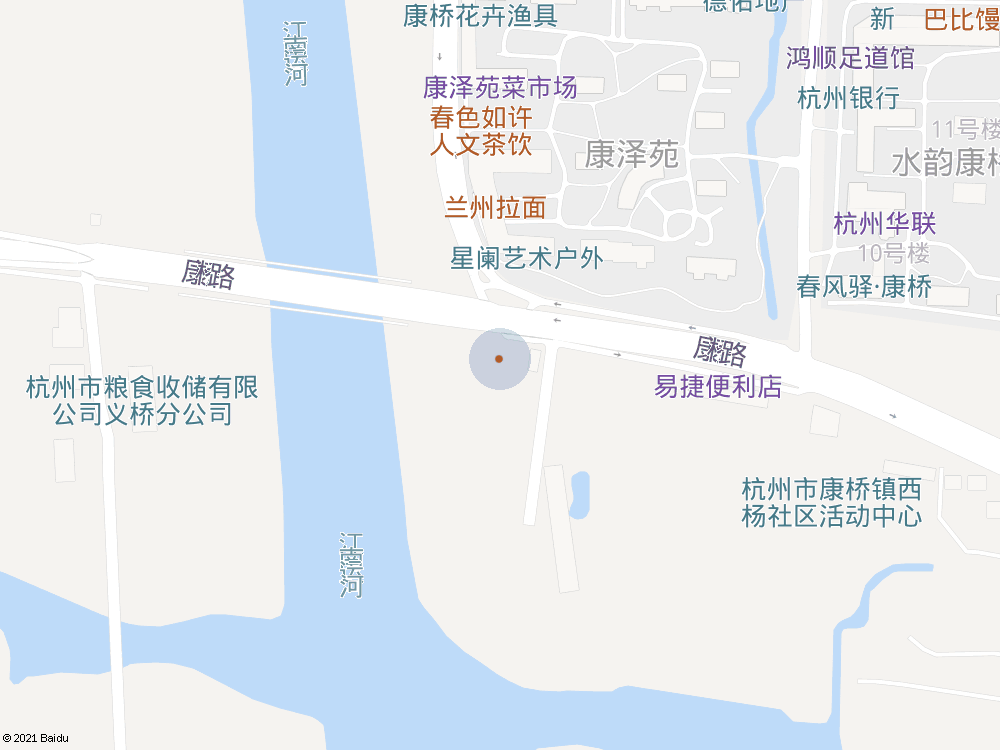 康桥花卉渔具
德佑地产
新
巴比馒
江南运河
鸿顺足道馆
康泽苑菜市场
杭州银行
春色如许
人文茶饮
11号楼
康泽苑
水韵康桥
兰州拉面
杭州华联
10号楼
星阑艺术户外
康桥路
春风驿·康桥
康桥路
易捷便利店
杭州市粮食收储有限
公司义桥分公司
杭州市康桥镇西
杨社区活动中心
江南运河
© 2021 Baidu